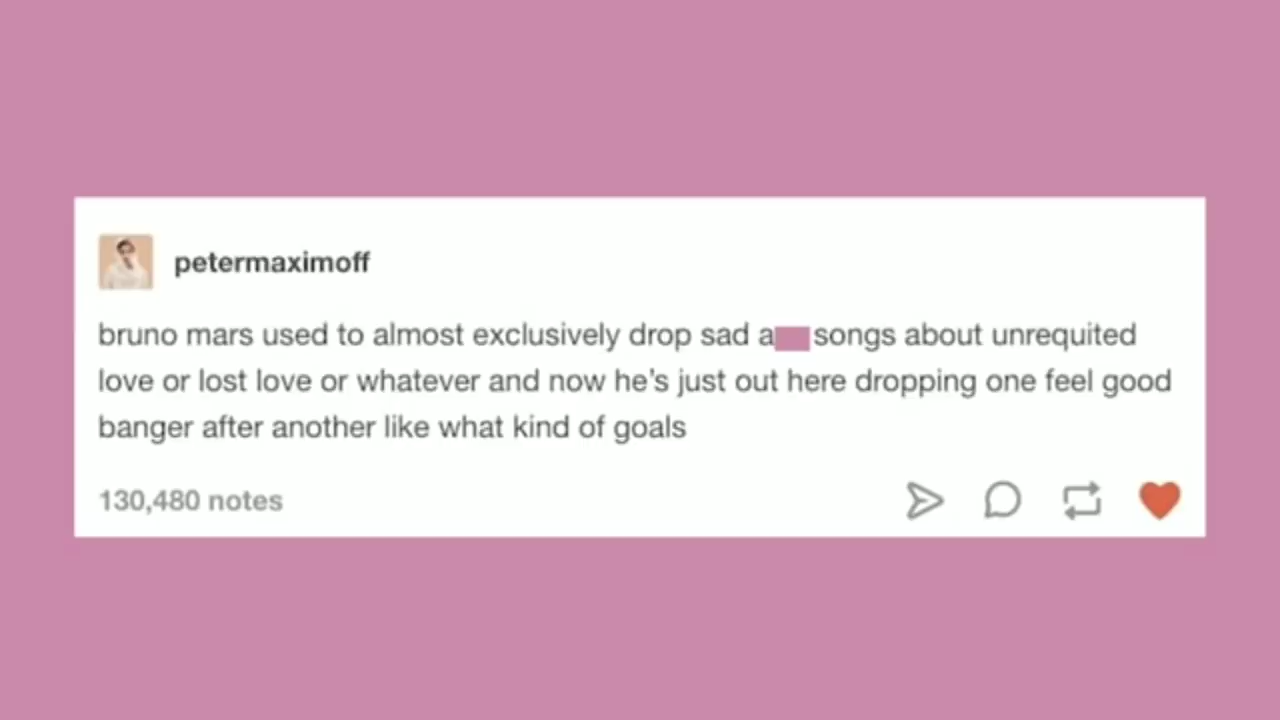 petermaximoff
bruno mars used to almost exclusively drop sad a songs about unrequited
love or lost love or whatever and now he's just out here dropping one feel good
banger after another like what kind of goals
130,480 notes